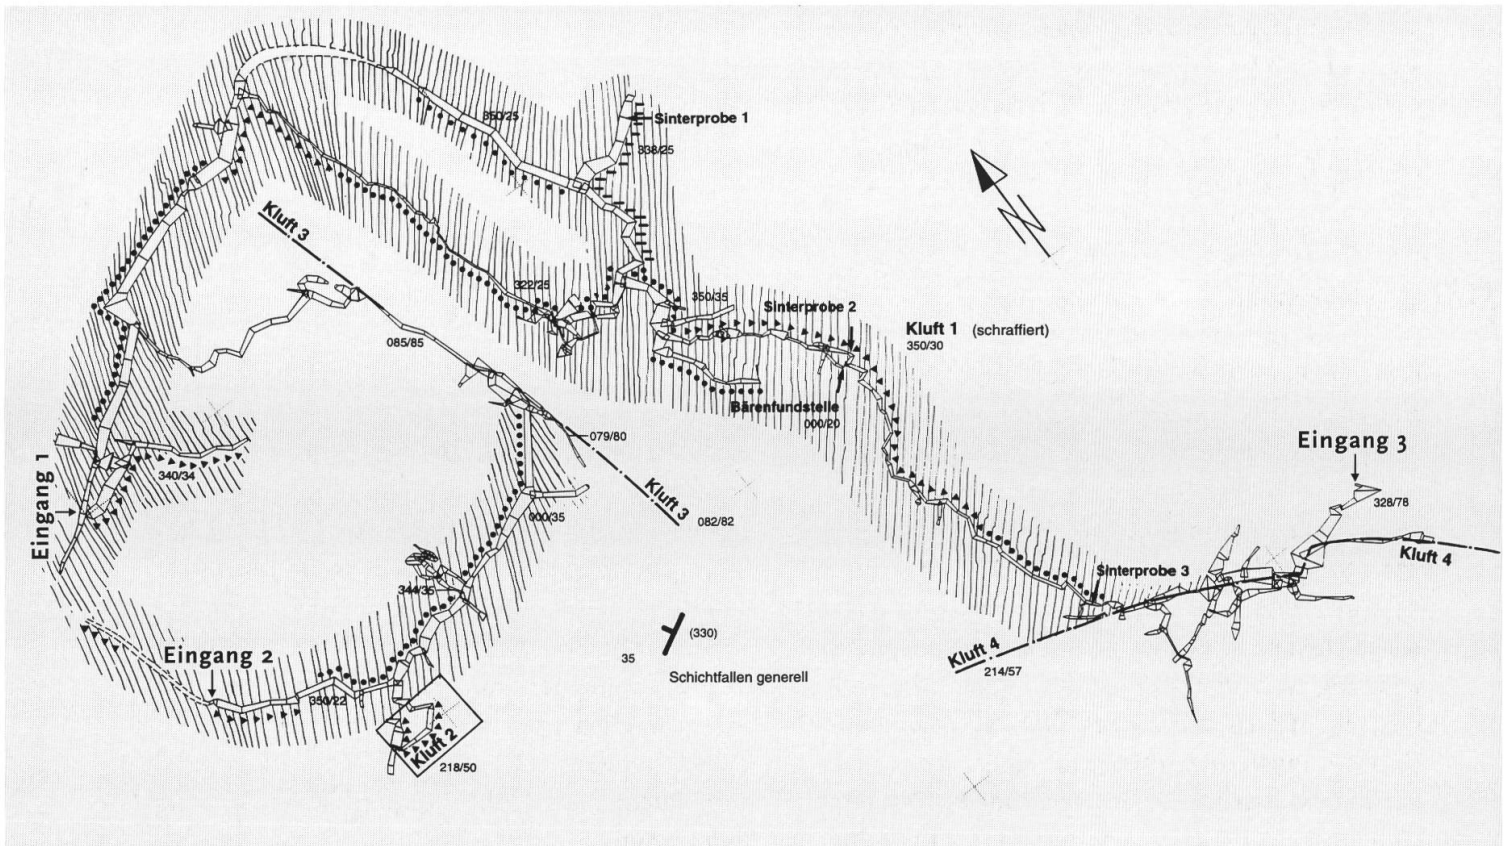 350/25
Sinterprobe 1
338/25
Kluft 3
322/25
350/35
Sinterprobe 2
Kluft 1 (schraffiert)
350/30
085/85
Bärenfundstelle
000/20
079/80
Eingang 3
328/78
Kluft 4
340/34
Eingang 1
Kluft 3
082/82
000/35
344/35
Sinterprobe 3
Kluft 4
214/57
(330)
35
Schichtfallen generell
Eingang 2
350/22
Kluft 2
218/50